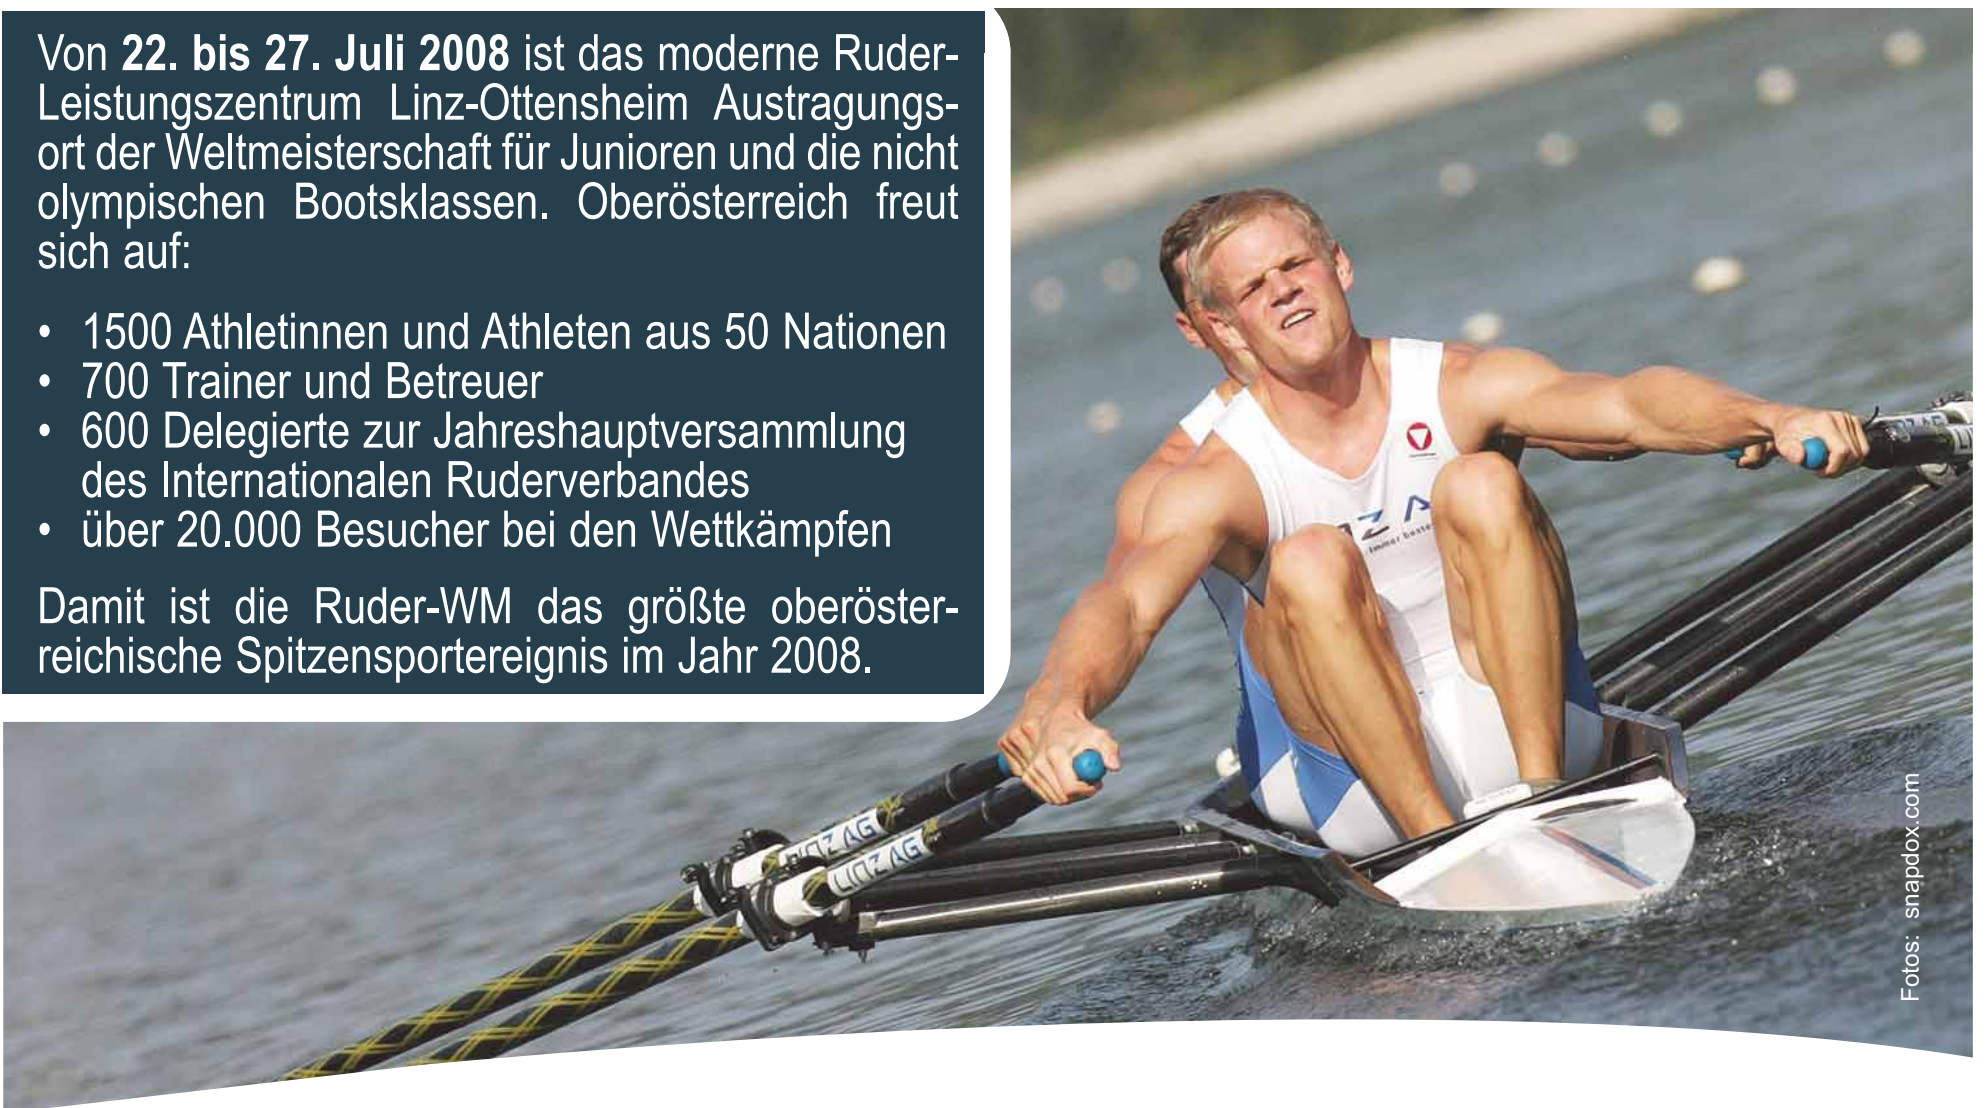 Von 22. bis 27. Juli 2008 ist das moderne Ruder-
Leistungszentrum Linz-Ottensheim Austragungs-
ort der Weltmeisterschaft für Junioren und die nicht
olympischen Bootsklassen. Oberösterreich freut
sich auf:
• 1500 Athletinnen und Athleten aus 50 Nationen
• 700 Trainer und Betreuer
• 600 Delegierte zur Jahreshauptversammlung
des Internationalen Ruderverbandes
• über 20.000 Besucher bei den Wettkämpfen
Damit ist die Ruder-WM das größte oberöster-
reichische Spitzensportereignis im Jahr 2008.
LINZ AG
LINZ AG
Fotos: snapdox.com